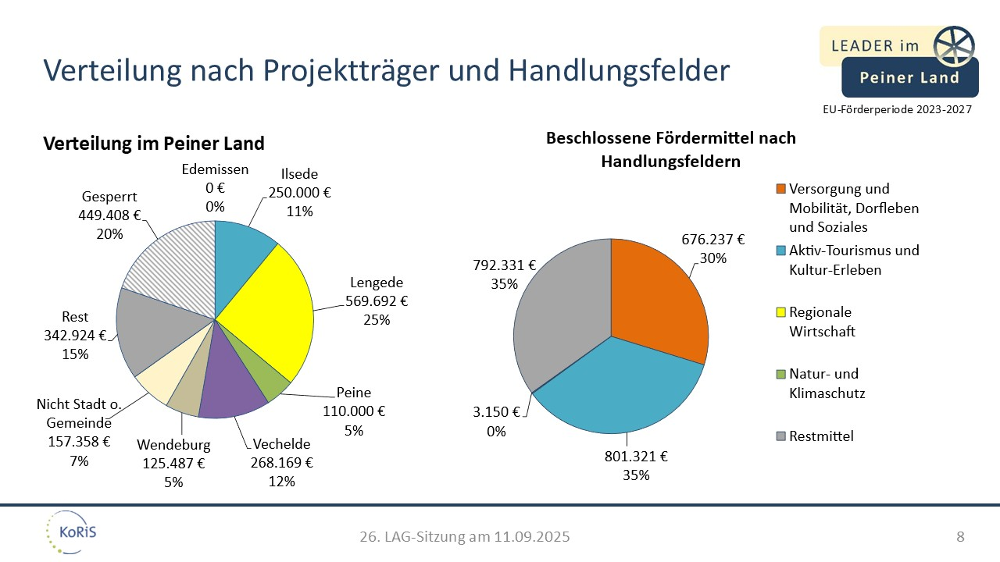 Verteilung nach Projektträger und Handlungsfelder
LEADER im
Peiner Land
EU-Förderperiode 2023-2027
Verteilung im Peiner Land
Edemissen
0 €
0%
Ilsede
250.000 €
11%
Lengede
569.692 €
25%
Peine
110.000 €
5%
Vechelde
268.169 €
12%
Wendeburg
125.487 €
5%
Nicht Stadt o.
Gemeinde
157.358 €
7%
Rest
342.924 €
15%
Gesperrt
449.408 €
20%
Beschlossene Fördermittel nach
Handlungsfeldern
676.237 €
30%
801.321 €
35%
3.150 €
0%
792.331 €
35%
Versorgung und
Mobilität, Dorfleben
und Soziales
Aktiv-Tourismus und
Kultur-Erleben
Regionale
Wirtschaft
Natur- und
Klimaschutz
Restmittel
KoRiS
26. LAG-Sitzung am 11.09.2025
8